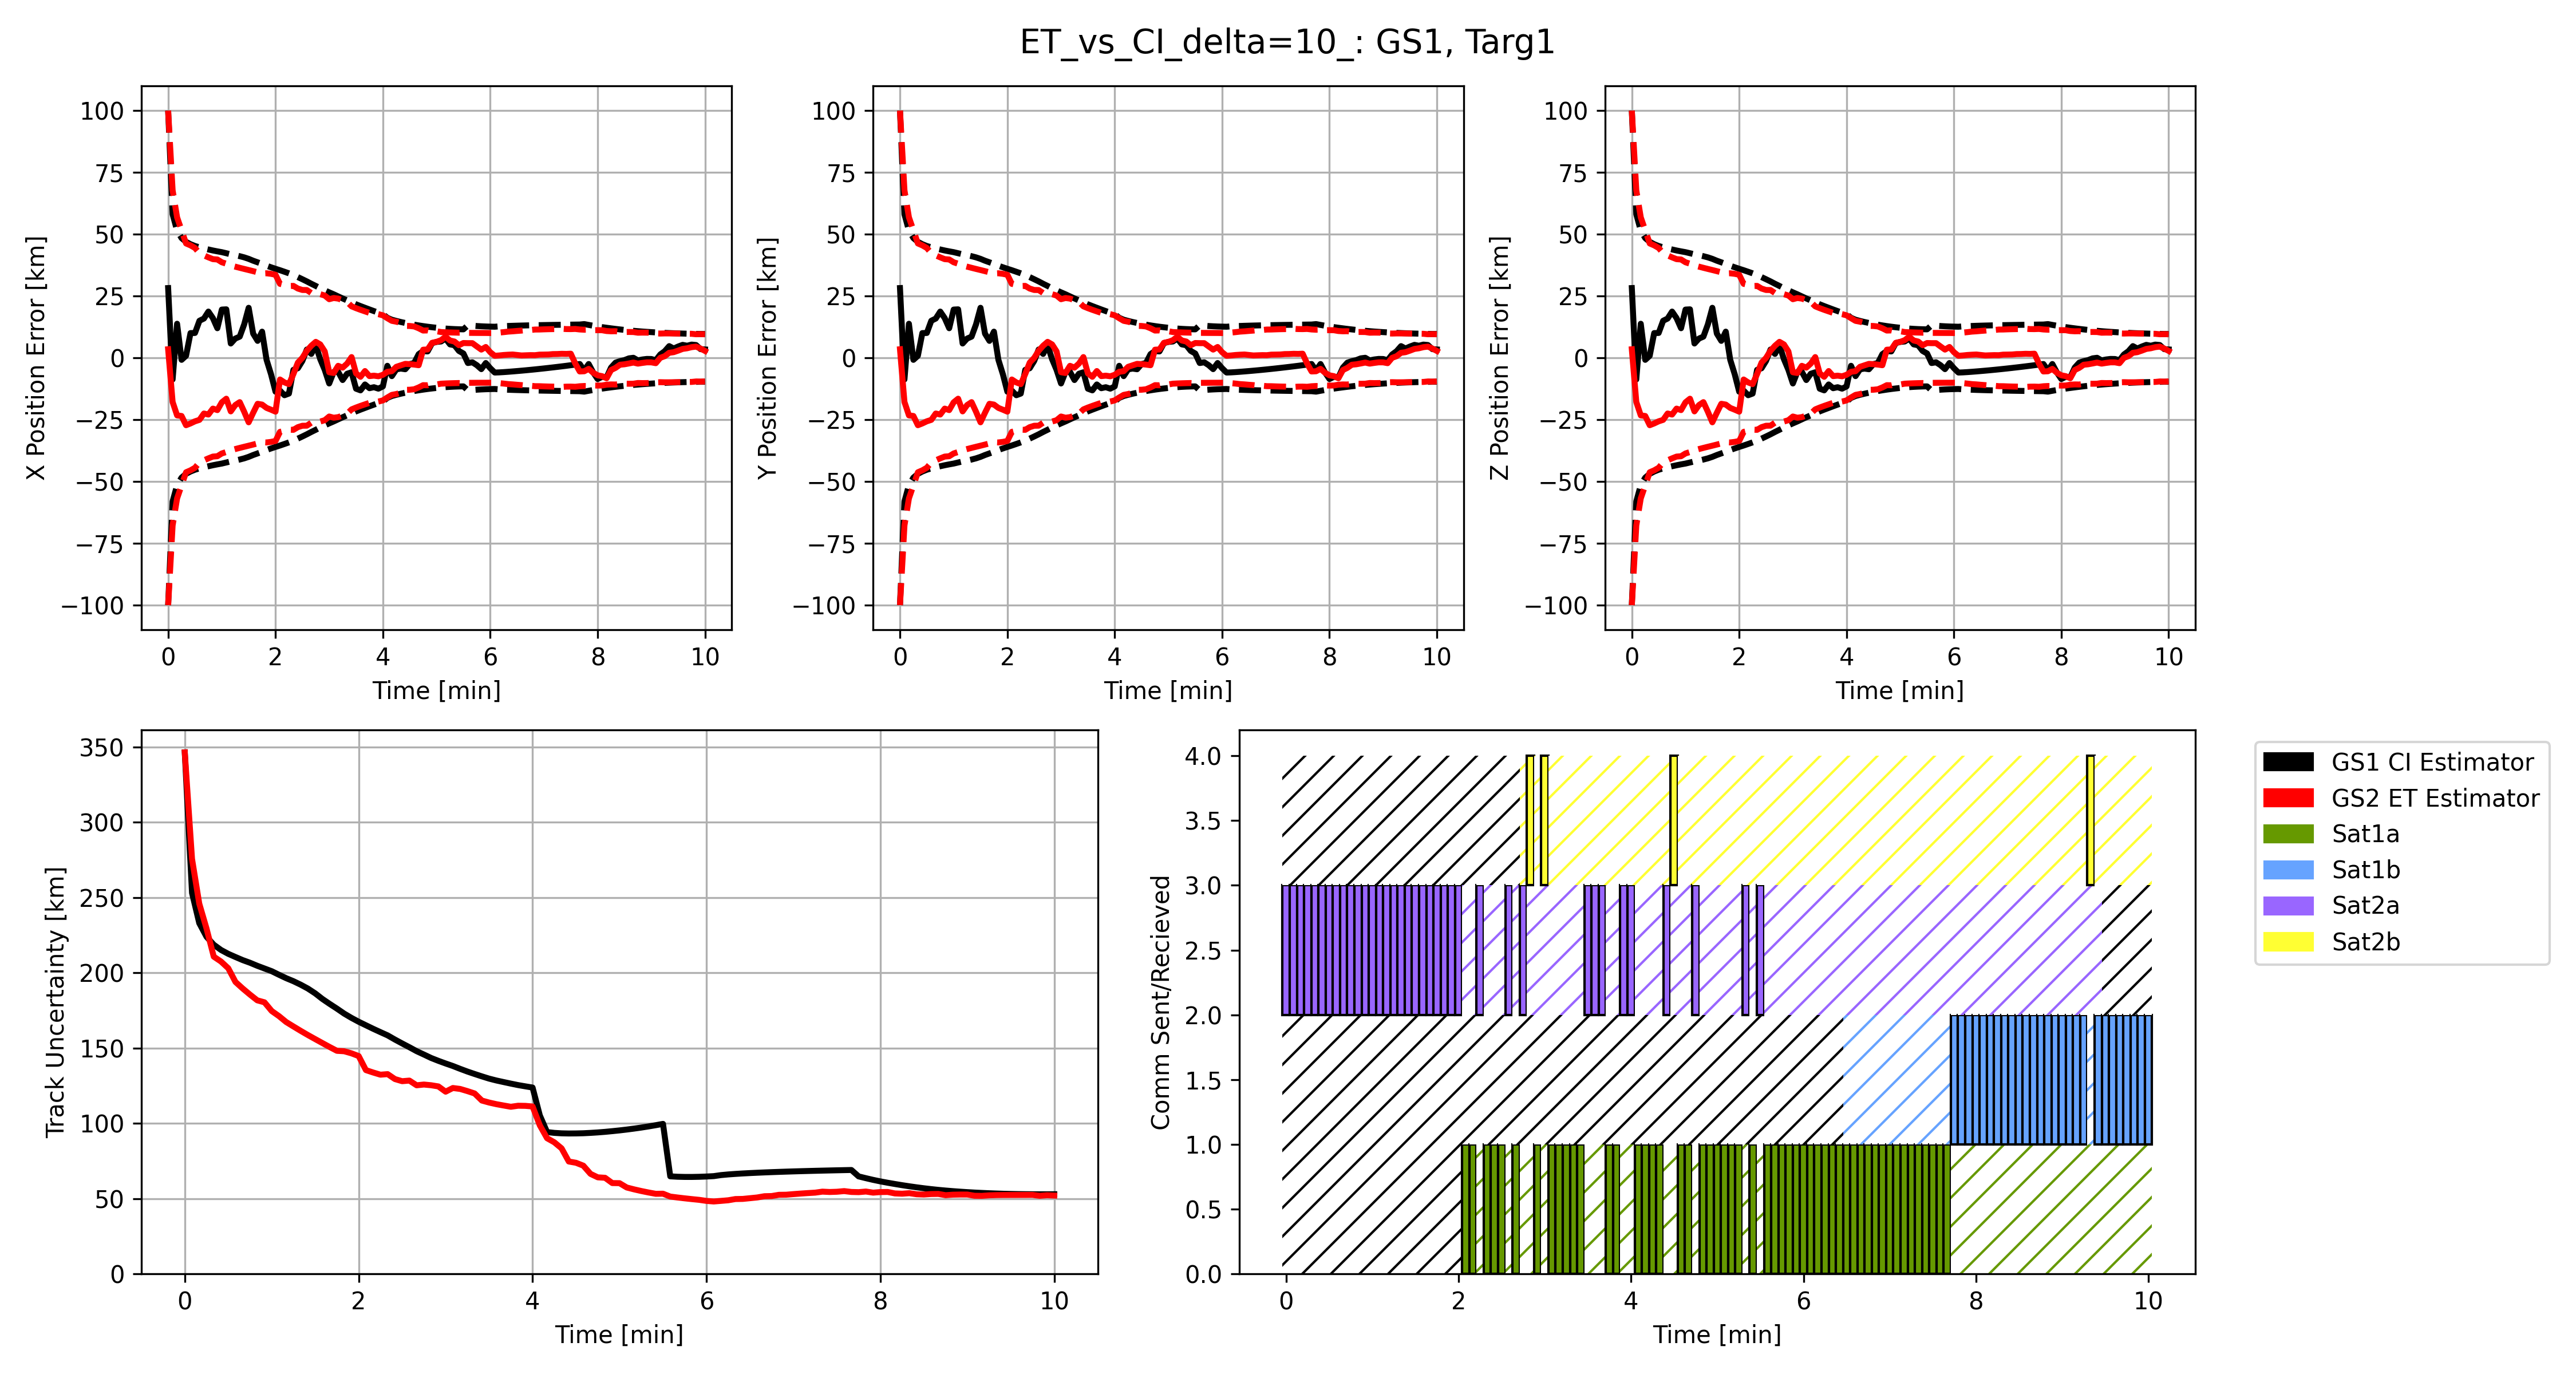 ET_vs_CI_delta=10_: GS1, Targ1
X Position Error [km]
100
75
50
25
0
−25
−50
−75
−100
0 2 4 6 8 10
Time [min]
Y Position Error [km]
100
75
50
25
0
−25
−50
−75
−100
0 2 4 6 8 10
Time [min]
Z Position Error [km]
100
75
50
25
0
−25
−50
−75
−100
0 2 4 6 8 10
Time [min]
Track Uncertainty [km]
350
300
250
200
150
100
50
0
0 2 4 6 8 10
Time [min]
Comm Sent/Recieved
4.0
3.5
3.0
2.5
2.0
1.5
1.0
0.5
0.0
0 2 4 6 8 10
Time [min]
GS1 CI Estimator
GS2 ET Estimator
Sat1a
Sat1b
Sat2a
Sat2b